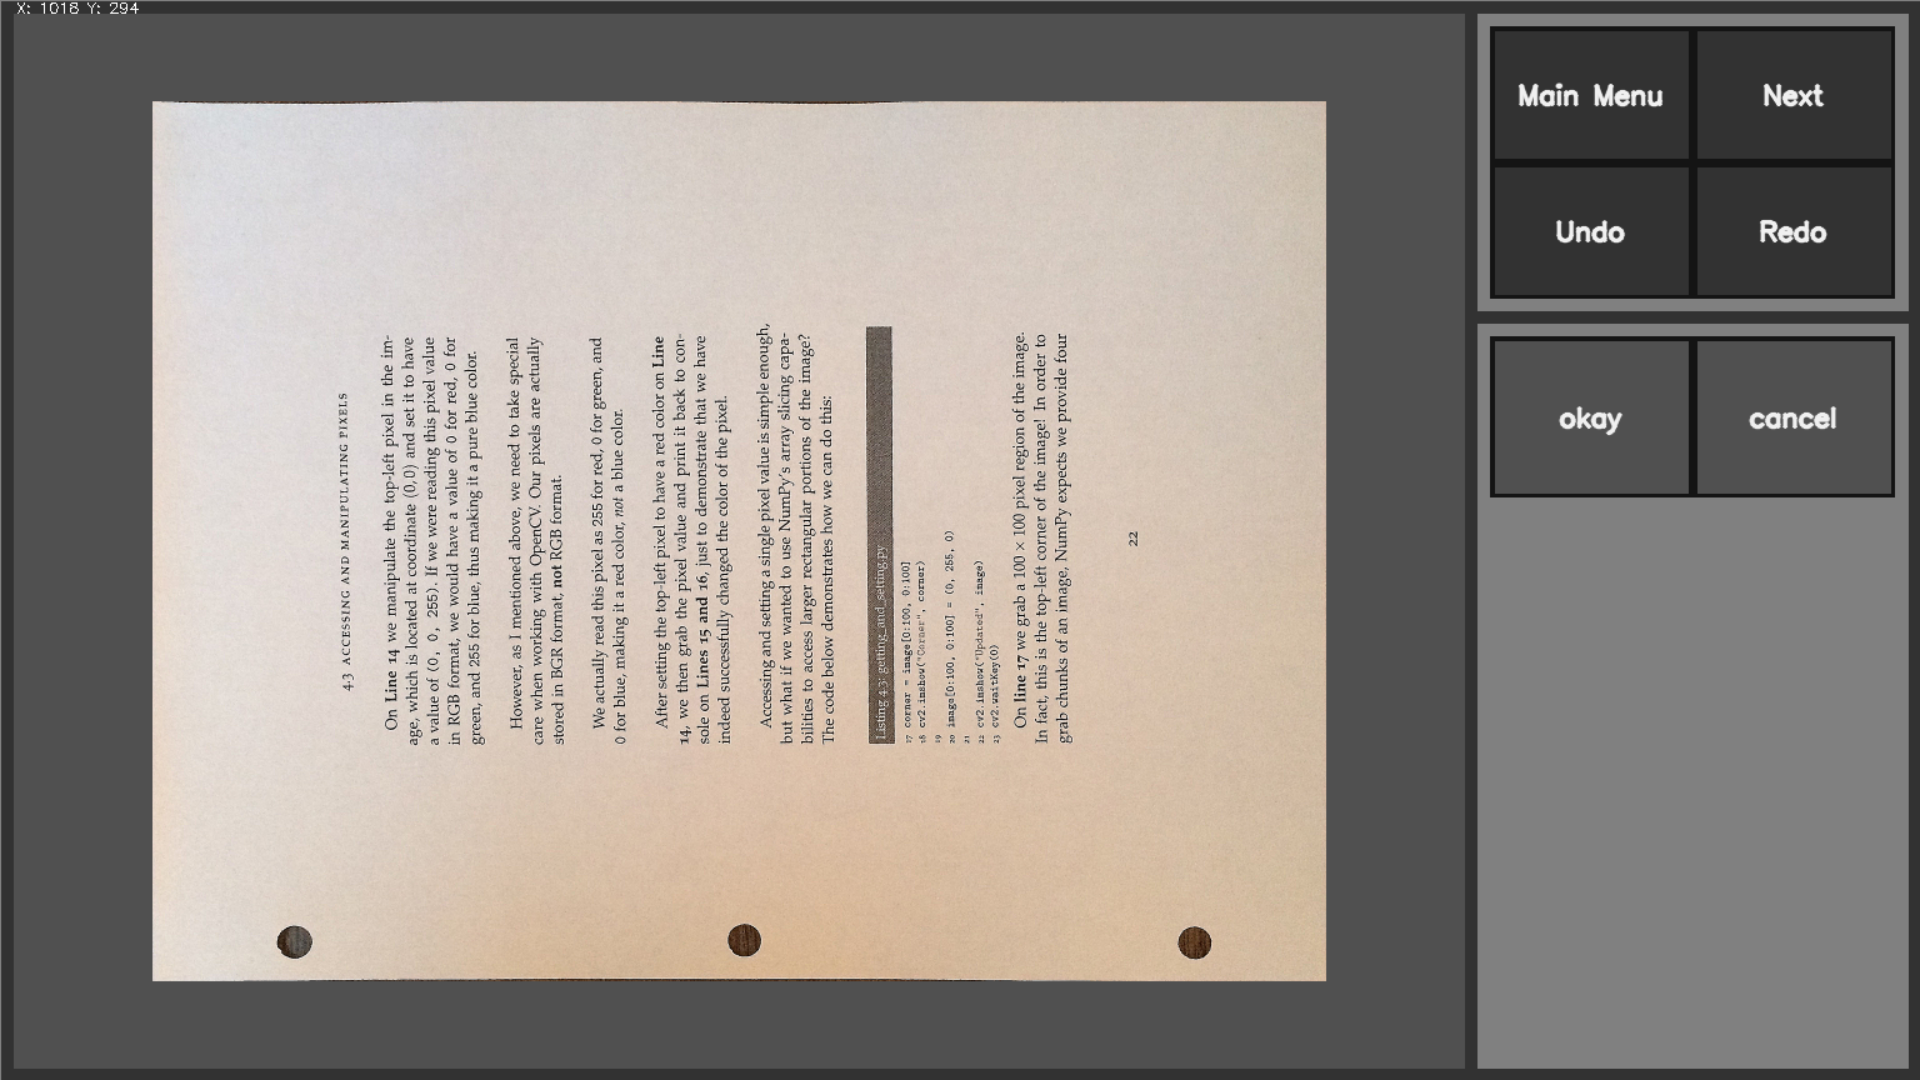 X: 1018 Y: 294
4.3 ACCESSING AND MANIPULATING PIXELS
On Line 14 we manipulate the top-left pixel in the im-
age, which is located at coordinate (0,0) and set it to have
a value of (0, 0, 255). If we were reading this pixel value
in RGB format, we would have a value of 0 for red, 0 for
green, and 255 for blue, thus making it a pure blue color.
However, as I mentioned above, we need to take special
care when working with OpenCV. Our pixels are actually
stored in BGR format, not RGB format.
We actually read this pixel as 255 for red, 0 for green, and
0 for blue, making it a red color, not a blue color.
After setting the top-left pixel to have a red color on Line
14, we then grab the pixel value and print it back to con-
sole on Lines 15 and 16, just to demonstrate that we have
indeed successfully changed the color of the pixel.
Accessing and setting a single pixel value is simple enough,
but what if we wanted to use NumPy's array slicing capa-
bilities to access larger rectangular portions of the image?
The code below demonstrates how we can do this:
Listing 4.3: getting_and_setting.py
17 corner = image[0:100, 0:100]
18 cv2.imshow("Corner", corner)
19
20 image[0:100, 0:100] = (0, 255, 0)
21
22 cv2.imshow("Updated", image)
23 cv2.waitKey(0)
On line 17 we grab a 100 × 100 pixel region of the image.
In fact, this is the top-left corner of the image! In order to
grab chunks of an image, NumPy expects we provide four
22
Main Menu
Next
Undo
Redo
okay
cancel